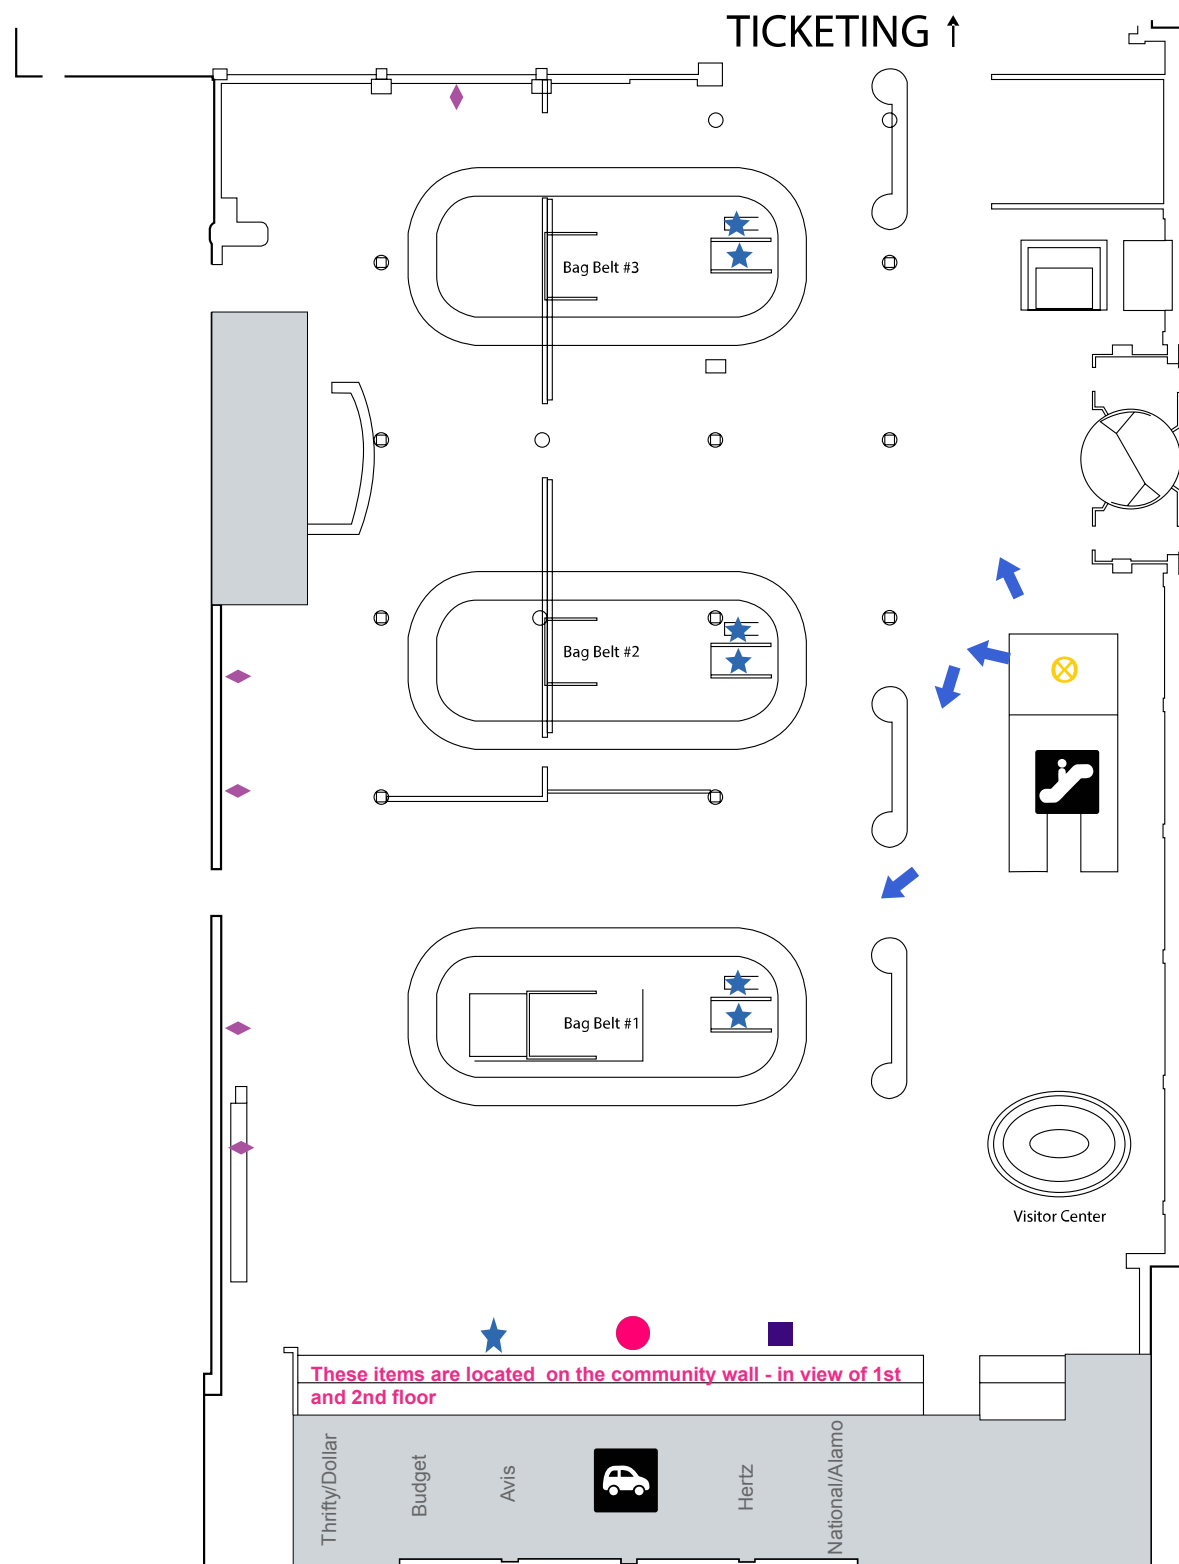 TICKETING
Bag Belt #3
Bag Belt #2
Bag Belt #1
Visitor Center
These items are located on the community wall - in view of 1st
and 2nd floor
Thrifty/Dollar
Budget
Avis
Hertz
National/Alamo